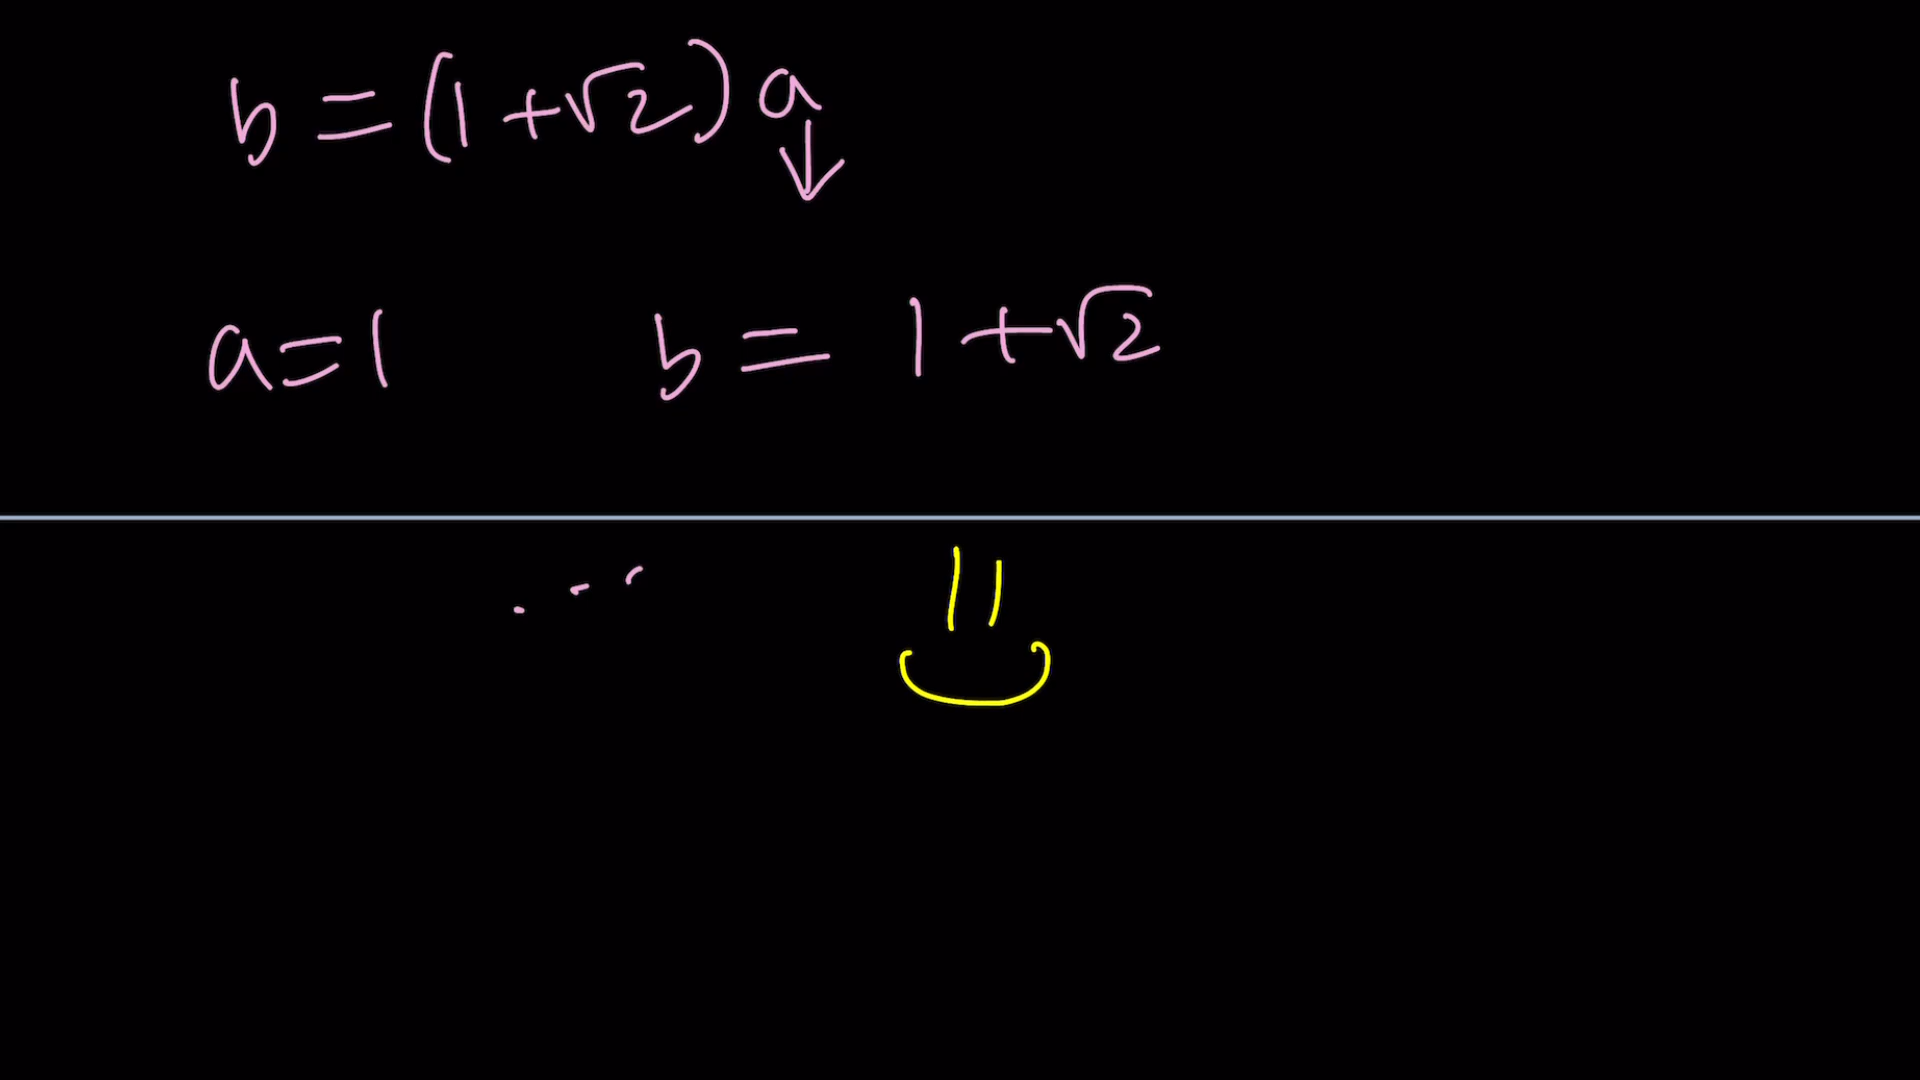 b = (1+√2) a
↓
a=1 b = 1+√2
...